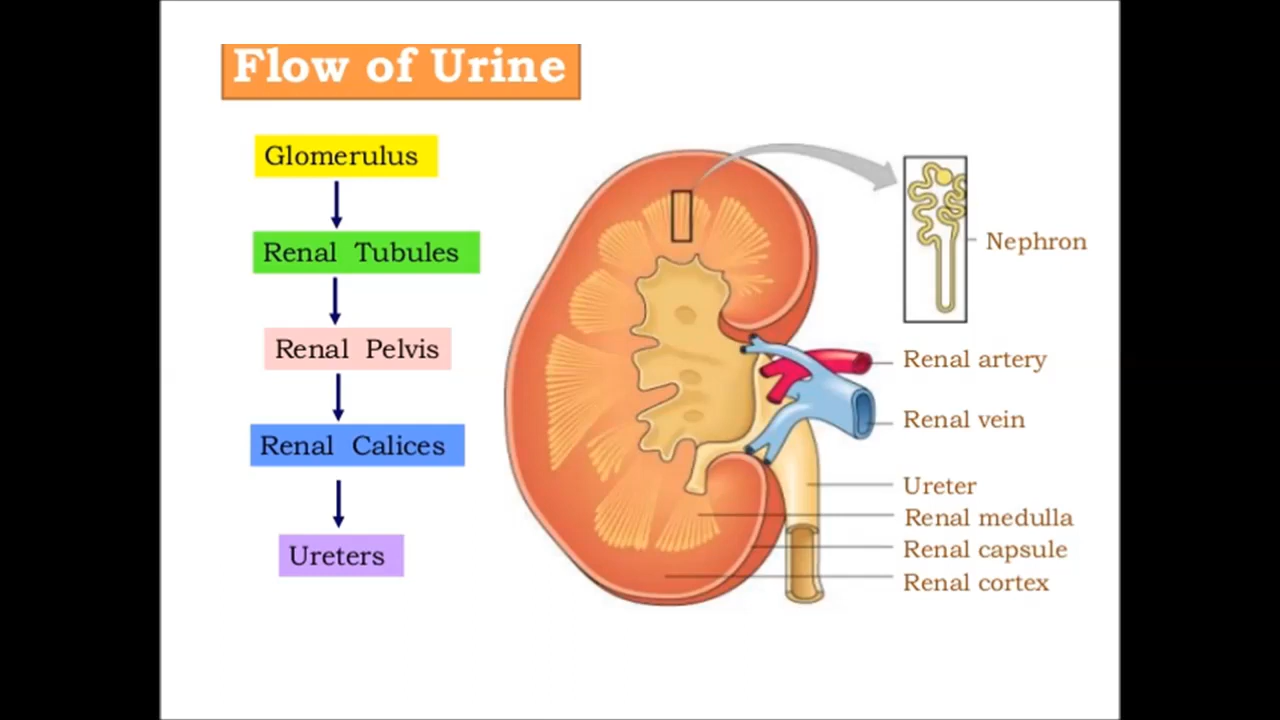 Flow of Urine
Glomerulus
Renal Tubules
Renal Pelvis
Renal Calices
Ureters
Nephron
Renal artery
Renal vein
Ureter
Renal medulla
Renal capsule
Renal cortex